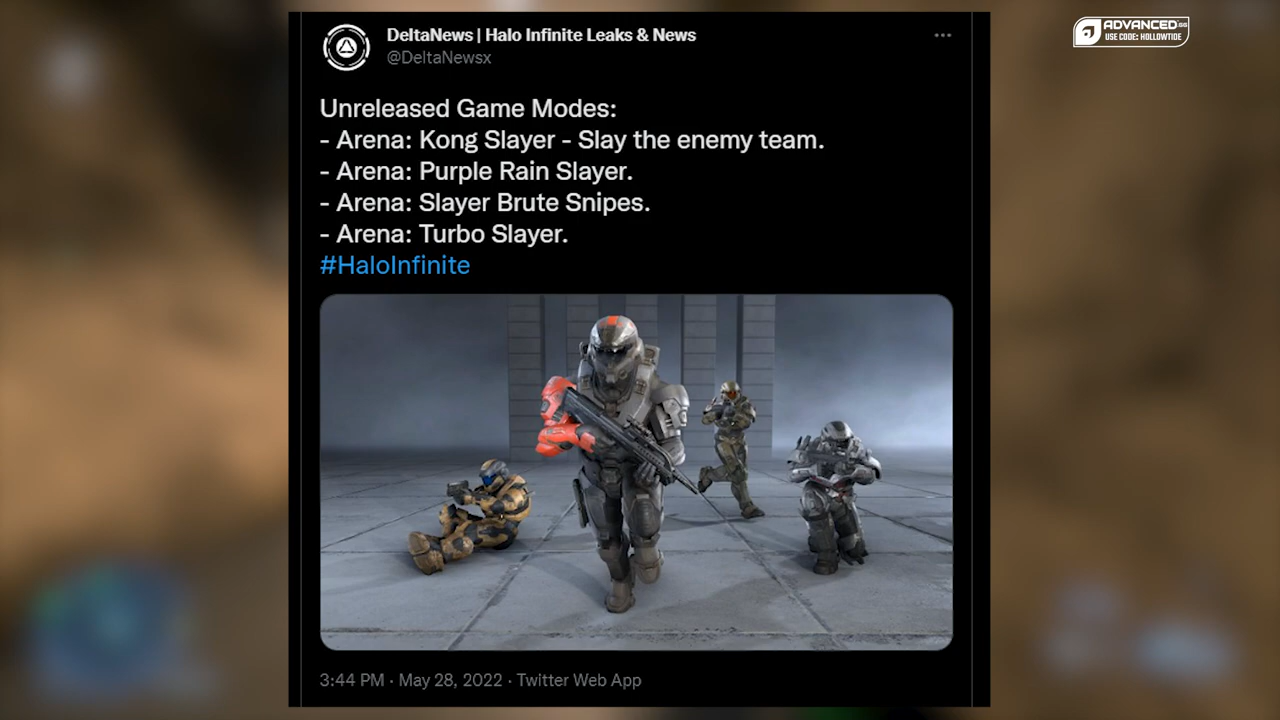 DeltaNews | Halo Infinite Leaks & News
@DeltaNewsx
ADVANCED.GG
USE CODE: HOLLOWTIDE
Unreleased Game Modes:
- Arena: Kong Slayer - Slay the enemy team.
- Arena: Purple Rain Slayer.
- Arena: Slayer Brute Snipes.
- Arena: Turbo Slayer.
#HaloInfinite
3:44 PM · May 28, 2022 · Twitter Web App